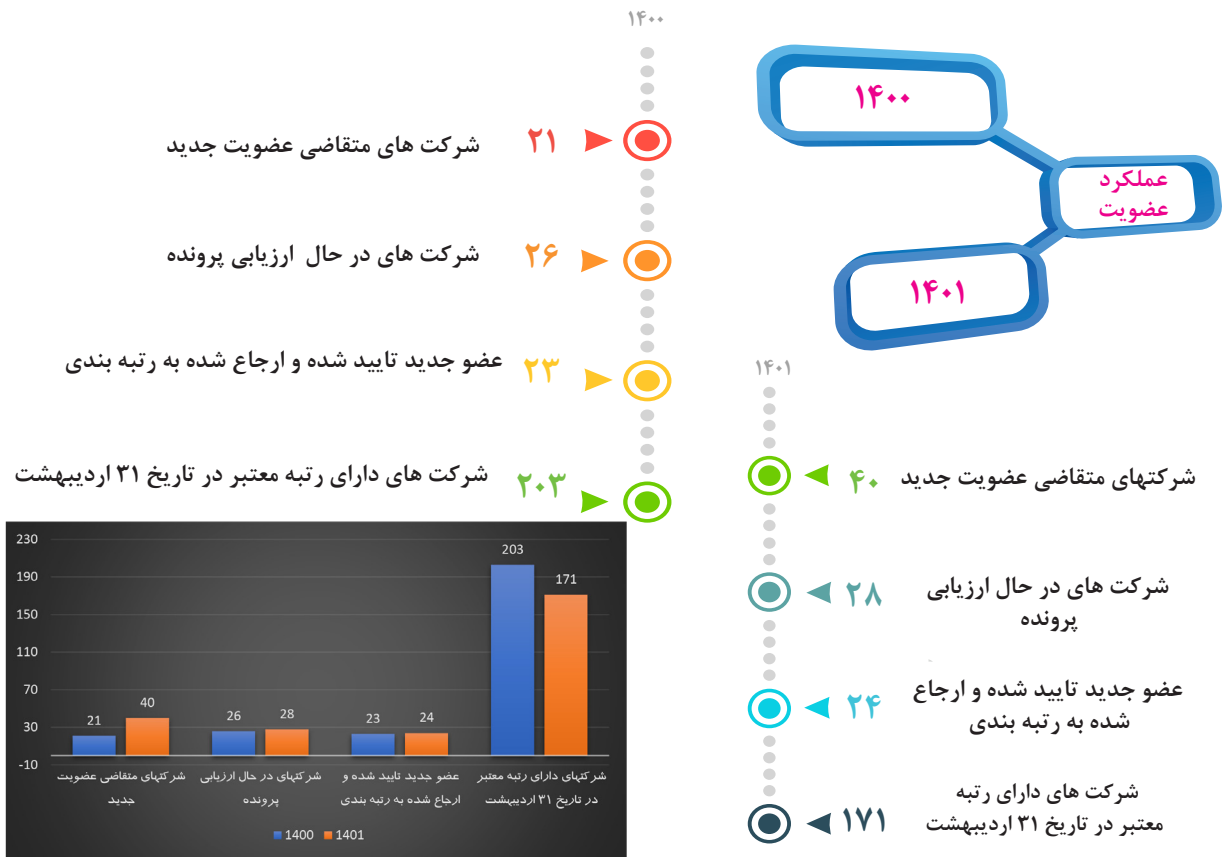 ۱۴۰۰
عملکرد
عضویت
۱۴۰۱
۱۴۰۰
شرکت های متقاضی عضویت جدید
۲۱
شرکت های در حال ارزیابی پرونده
۲۶
عضو جدید تایید شده و ارجاع شده به رتبه بندی
۲۳
شرکت های دارای رتبه معتبر در تاریخ ۳۱ اردیبهشت
۲۰۳
۱۴۰۱
شرکتهای متقاضی عضویت جدید
۴۰
شرکت های در حال ارزیابی
پرونده
۲۸
عضو جدید تایید شده و ارجاع
شده به رتبه بندی
۲۴
شرکت های دارای رتبه
معتبر در تاریخ ۳۱ اردیبهشت
۱۷۱
230
190
150
110
70
30
-10
21
40
26
28
23
24
203
171
شرکتهای متقاضی عضویت
جدید
شرکتهای در حال ارزیابی
پرونده
عضو جدید تایید شده و
ارجاع شده به رتبه بندی
شرکتهای دارای رتبه معتبر
در تاریخ ۳۱ اردیبهشت
1400
1401